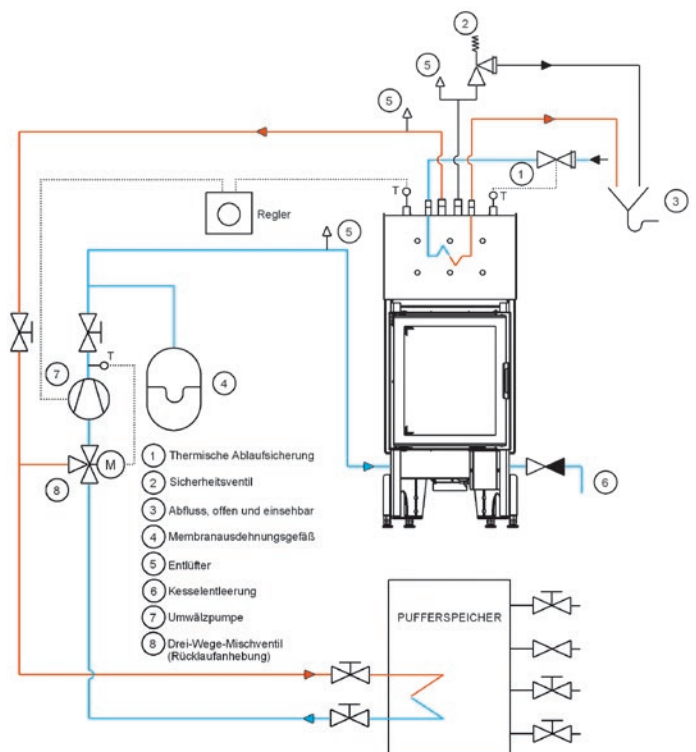 2
5
5
1
T
T
3
Regler
5
T
7
4
M
8
6
1 Thermische Ablaufsicherung
2 Sicherheitsventil
3 Abfluss, offen und einsehbar
4 Membranausdehnungsgefäß
5 Entlüfter
6 Kesselentleerung
7 Umwälzpumpe
8 Drei-Wege-Mischventil
(Rücklaufanhebung)
PUFFERSPEICHER